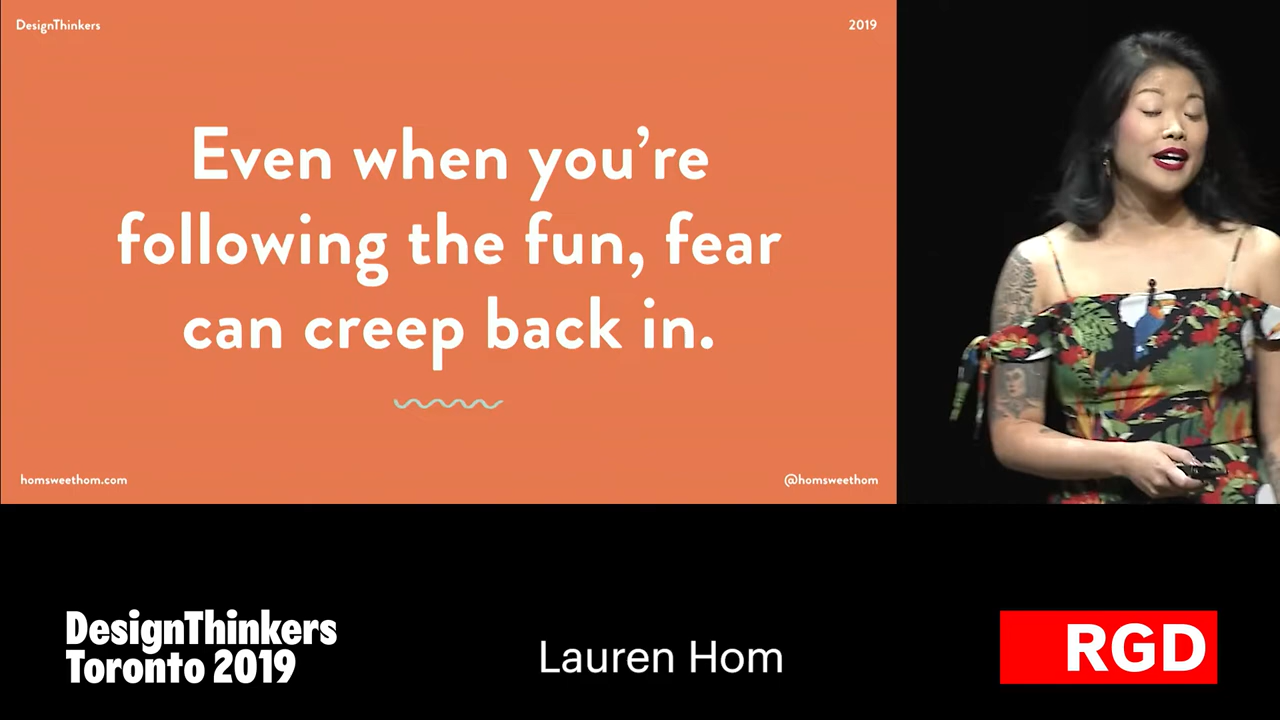 DesignThinkers
2019
Even when you’re
following the fun, fear
can creep back in.
homsweethom.com
@homsweethom
DesignThinkers
Toronto 2019
Lauren Hom
RGD